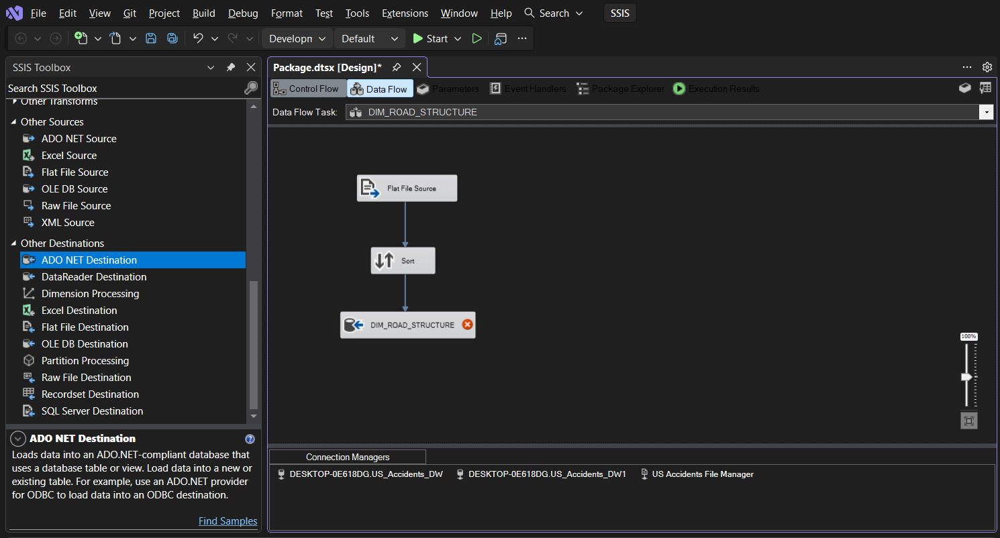 File Edit View Git Project Build Debug Format Test Tools Extensions Window Help Search SSIS
Developn Default Start
SSIS Toolbox
Search SSIS Toolbox
Other Transforms
Other Sources
ADO NET Source
Excel Source
Flat File Source
OLE DB Source
Raw File Source
XML Source
Other Destinations
ADO NET Destination
DataReader Destination
Dimension Processing
Excel Destination
Flat File Destination
OLE DB Destination
Partition Processing
Raw File Destination
Recordset Destination
SQL Server Destination
ADO NET Destination
Loads data into an ADO.NET-compliant database that
uses a database table or view. Load data into a new or
existing table. For example, use an ADO.NET provider
for ODBC to load data into an ODBC destination.
Find Samples
Package.dtsx [Design]*
Control Flow Data Flow Parameters Event Handlers Package Explorer Execution Results
Data Flow Task: DIM_ROAD_STRUCTURE
Flat File Source
Sort
DIM_ROAD_STRUCTURE
100%
Connection Managers
DESKTOP-0E618DG.US_Accidents_DW DESKTOP-0E618DG.US_Accidents_DW1 US Accidents File Manager